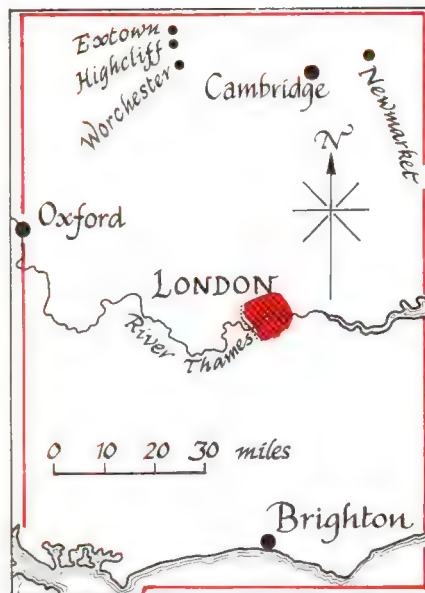 Extown
Highcliff
Worchester
Cambridge
Newmarket
N
Oxford
LONDON
River Thames
0 10 20 30 miles
Brighton